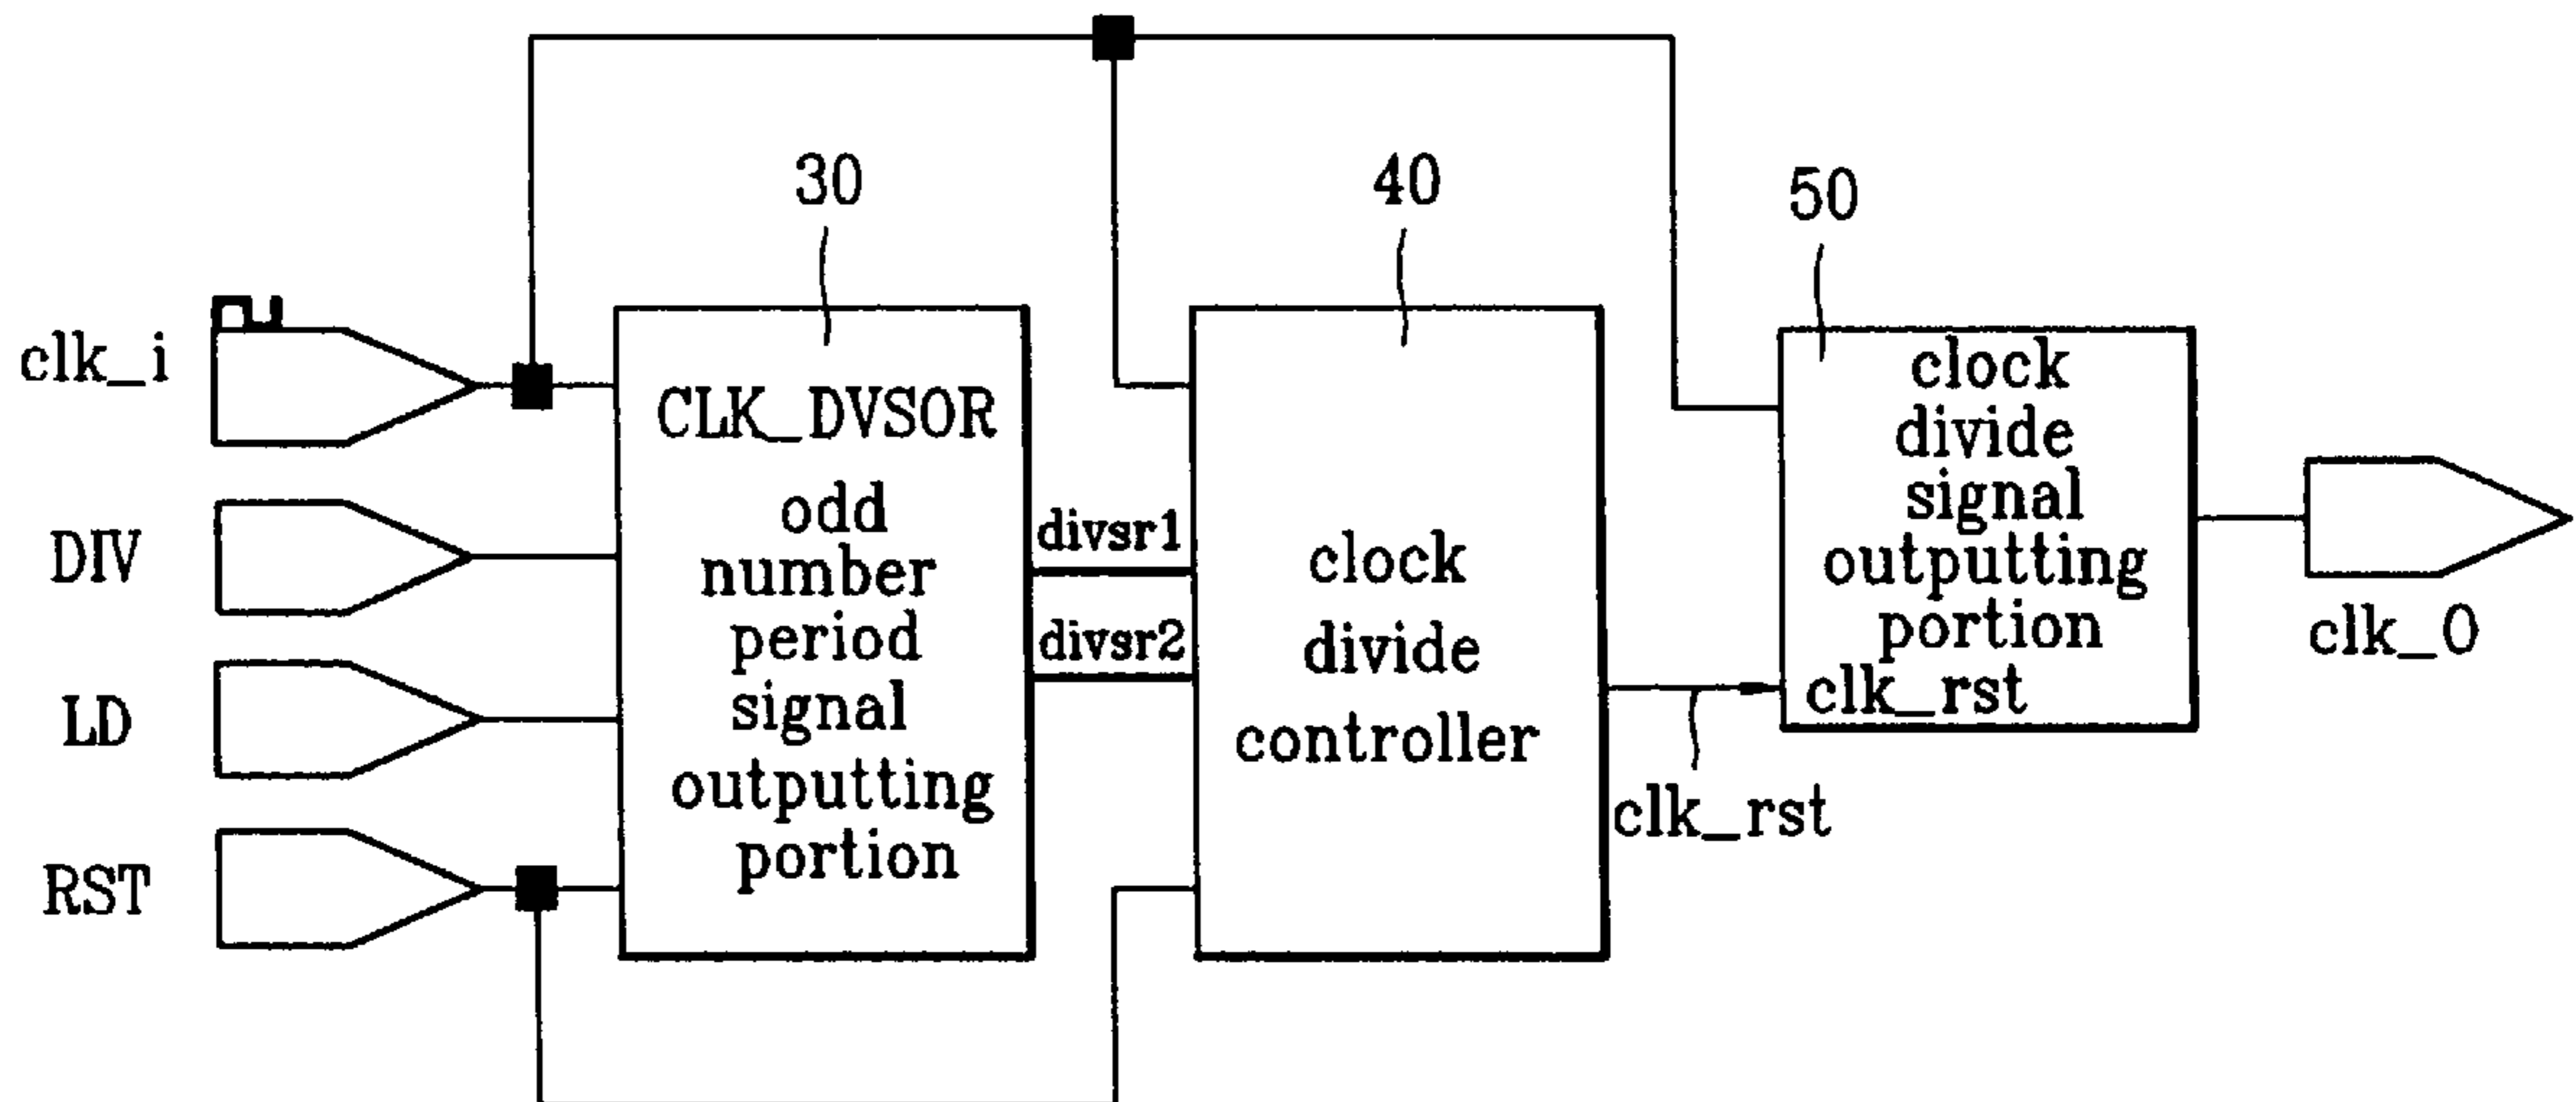 30
40
50
clk_i
DIV
LD
RST
CLK_DVSOR
odd
number
period
signal
outputting
portion
divsr1
divsr2
clock
divide
controller
clk_rst
clock
divide
signal
outputting
portion
clk_rst
clk_0